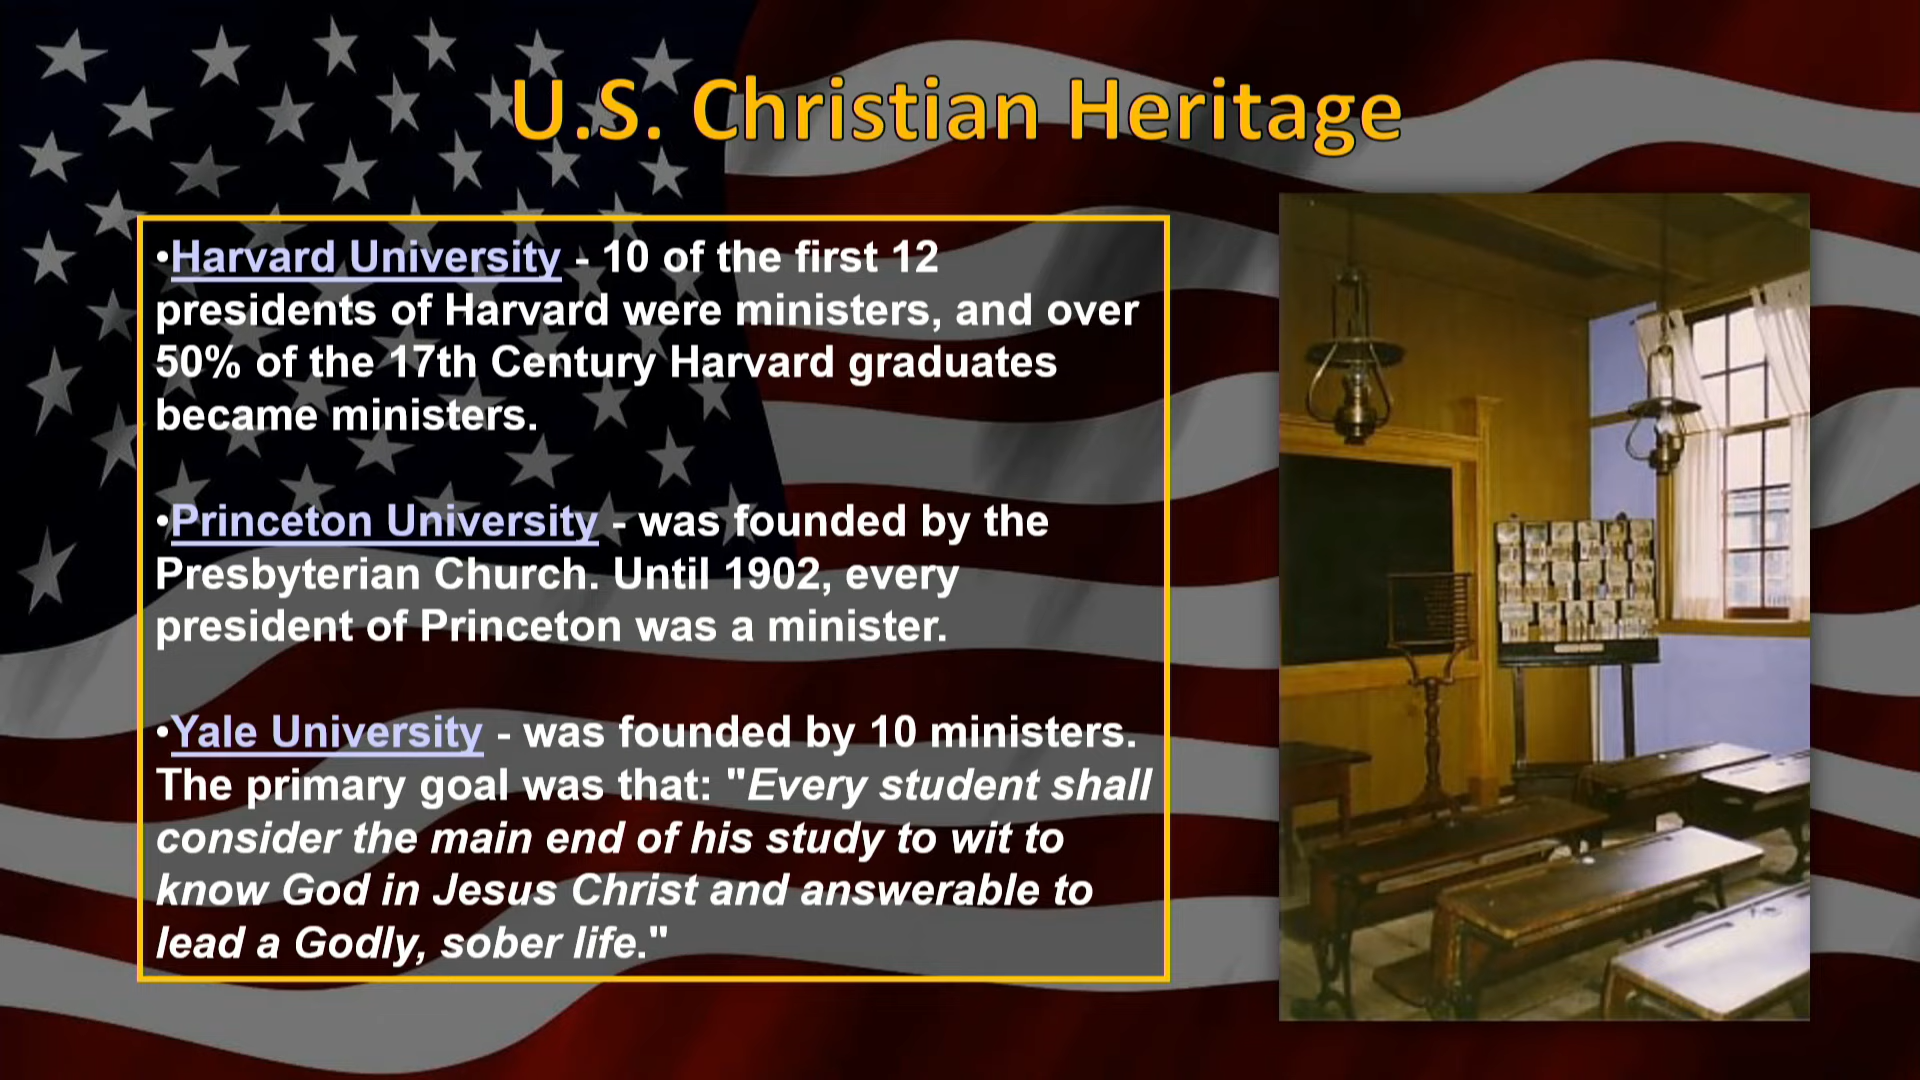 U.S. Christian Heritage
•Harvard University - 10 of the first 12
presidents of Harvard were ministers, and over
50% of the 17th Century Harvard graduates
became ministers.
•Princeton University - was founded by the
Presbyterian Church. Until 1902, every
president of Princeton was a minister.
•Yale University - was founded by 10 ministers.
The primary goal was that: "Every student shall
consider the main end of his study to wit to
know God in Jesus Christ and answerable to
lead a Godly, sober life."